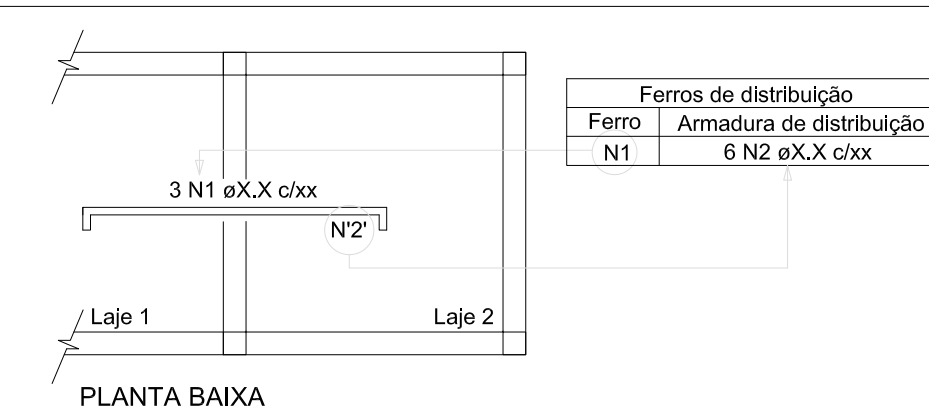 Ferros de distribuição
Ferro Armadura de distribuição
N1 6 N2 øX.X c/xx
3 N1 øX.X c/xx
N'2'
Laje 1 Laje 2
PLANTA BAIXA